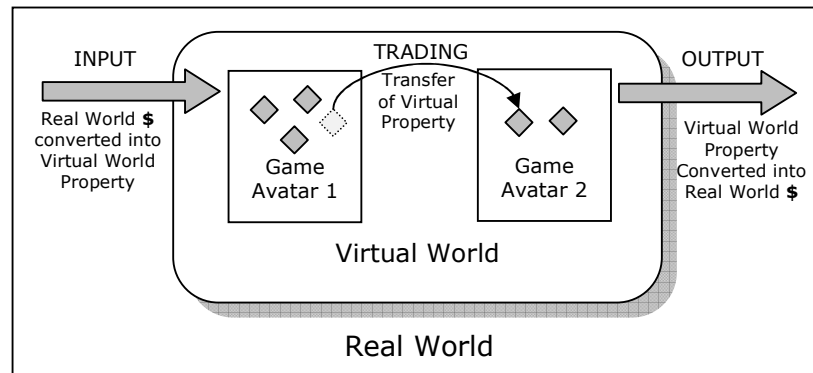 INPUT
Real World $
converted into
Virtual World
Property
TRADING
Transfer
of Virtual
Property
Game
Avatar 1
Game
Avatar 2
OUTPUT
Virtual World
Property
Converted into
Real World $
Virtual World
Real World